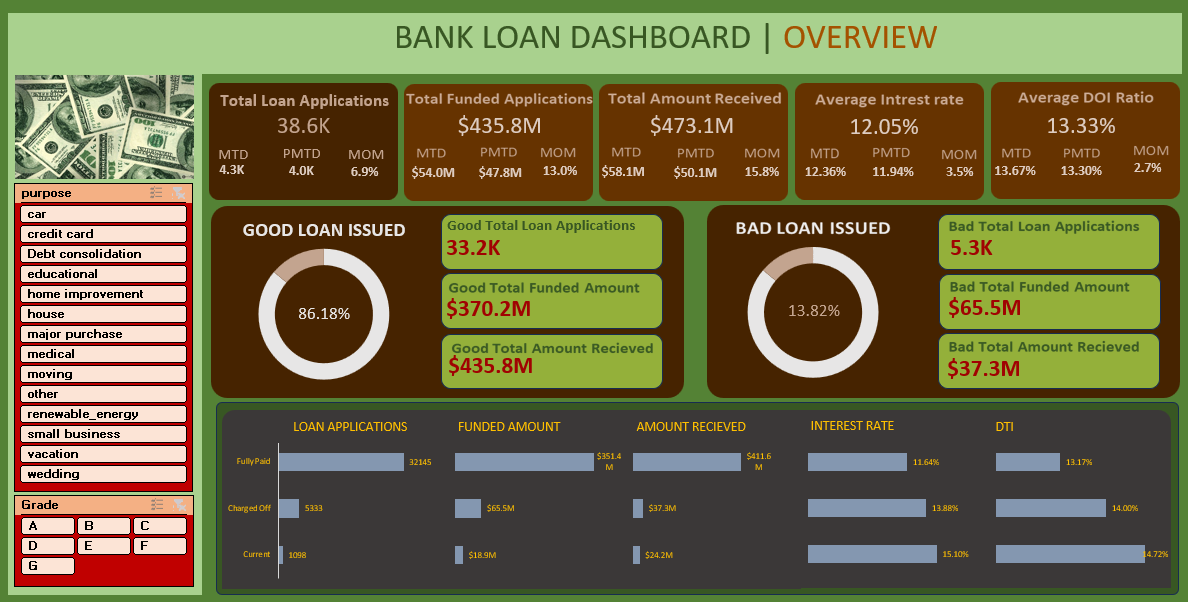 BANK LOAN DASHBOARD | OVERVIEW
purpose
car
credit card
Debt consolidation
educational
home improvement
house
major purchase
medical
moving
other
renewable_energy
small business
vacation
wedding
Grade
A B C
D E F
G
Total Loan Applications
38.6K
MTD PMTD MOM
4.3K 4.0K 6.9%
Total Funded Applications
$435.8M
MTD PMTD MOM
$54.0M $47.8M 13.0%
Total Amount Received
$473.1M
MTD PMTD MOM
$58.1M $50.1M 15.8%
Average Intrest rate
12.05%
MTD PMTD MOM
12.36% 11.94% 3.5%
Average DOI Ratio
13.33%
MTD PMTD MOM
13.67% 13.30% 2.7%
GOOD LOAN ISSUED
86.18%
Good Total Loan Applications
33.2K
Good Total Funded Amount
$370.2M
Good Total Amount Recieved
$435.8M
BAD LOAN ISSUED
13.82%
Bad Total Loan Applications
5.3K
Bad Total Funded Amount
$65.5M
Bad Total Amount Recieved
$37.3M
LOAN APPLICATIONS FUNDED AMOUNT AMOUNT RECIEVED INTEREST RATE DTI
Fully Paid 32145 $351.4M $411.6M 11.64% 13.17%
Charged Off 5333 $65.5M $37.3M 13.88% 14.00%
Current 1098 $18.9M $24.2M 15.10% 14.72%